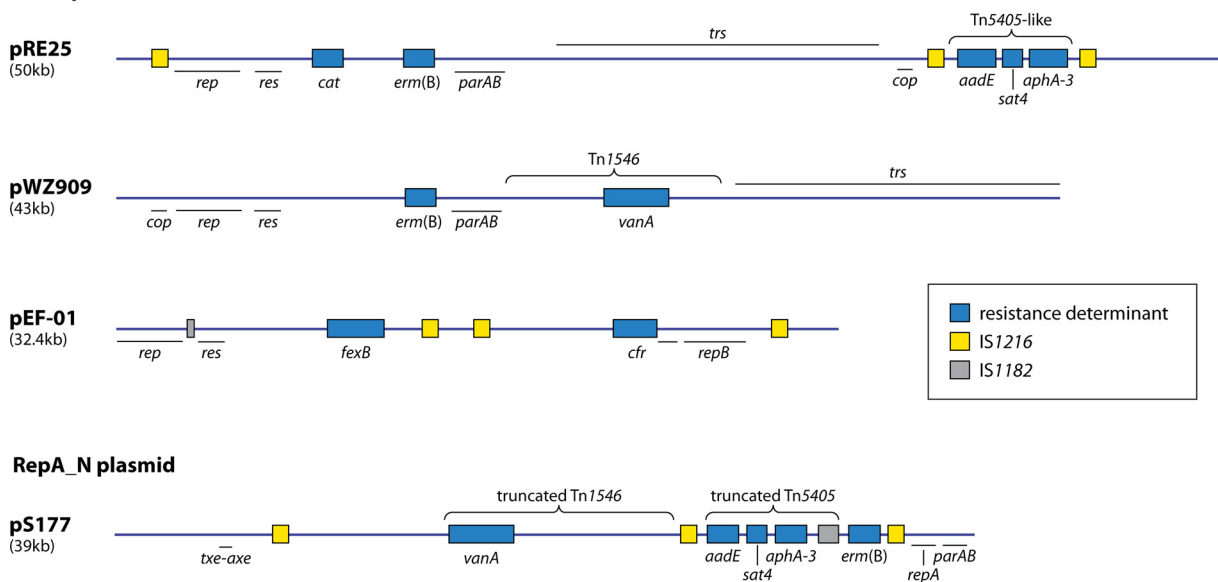 Tn5405-like
pRE25
trs
(50kb)
rep res cat erm(B) parAB cop aadE aphA-3
sat4
Tn1546
pWZ909
trs
(43kb)
cop rep res erm(B) parAB vanA
pEF-01
(32.4kb)
rep res fexB cfr repB
resistance determinant
IS1216
IS1182
RepA_N plasmid
truncated Tn1546 truncated Tn5405
pS177
(39kb)
txe-axe vanA aadE aphA-3 erm(B) parAB
sat4 repA